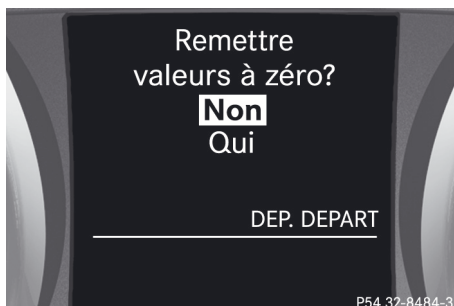 Remettre
valeurs à zéro?
Non
Qui
DEP. DEPART
P54.32-8484-3